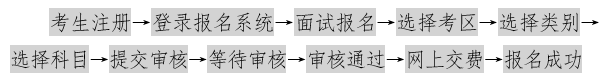 考生注册→登录报名系统→面试报名→选择考区→选择类别→
选择科目→提交审核→等待审核→审核通过→网上交费→报名成功